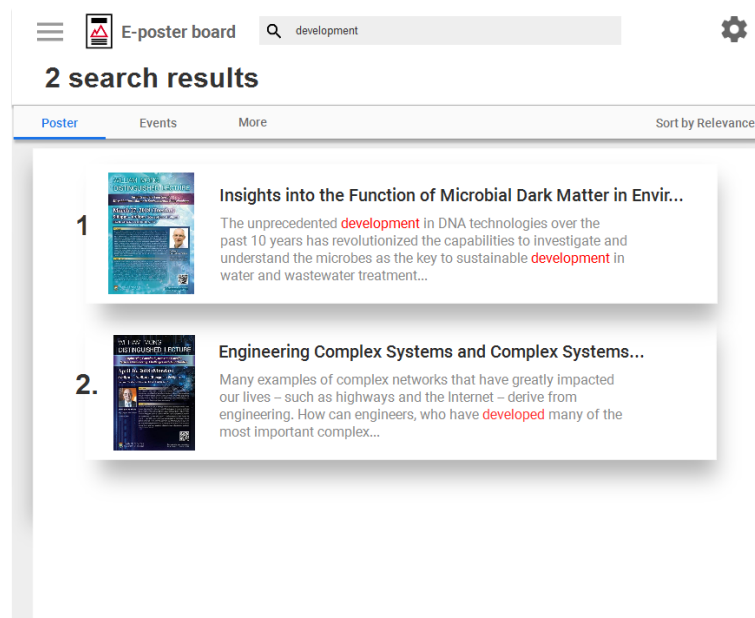 E-poster board
development
2 search results
Poster
Events
More
Sort by Relevance
1
DISTINGUISHED LECTURE
Insights into the Function of Microbial Dark Matter in Envir...
The unprecedented development in DNA technologies over the
past 10 years has revolutionized the capabilities to investigate and
understand the microbes as the key to sustainable development in
water and wastewater treatment...
2.
DISTINGUISHED LECTURE
Engineering Complex Systems and Complex Systems...
Many examples of complex networks that have greatly impacted
our lives – such as highways and the Internet – derive from
engineering. How can engineers, who have developed many of the
most important complex...